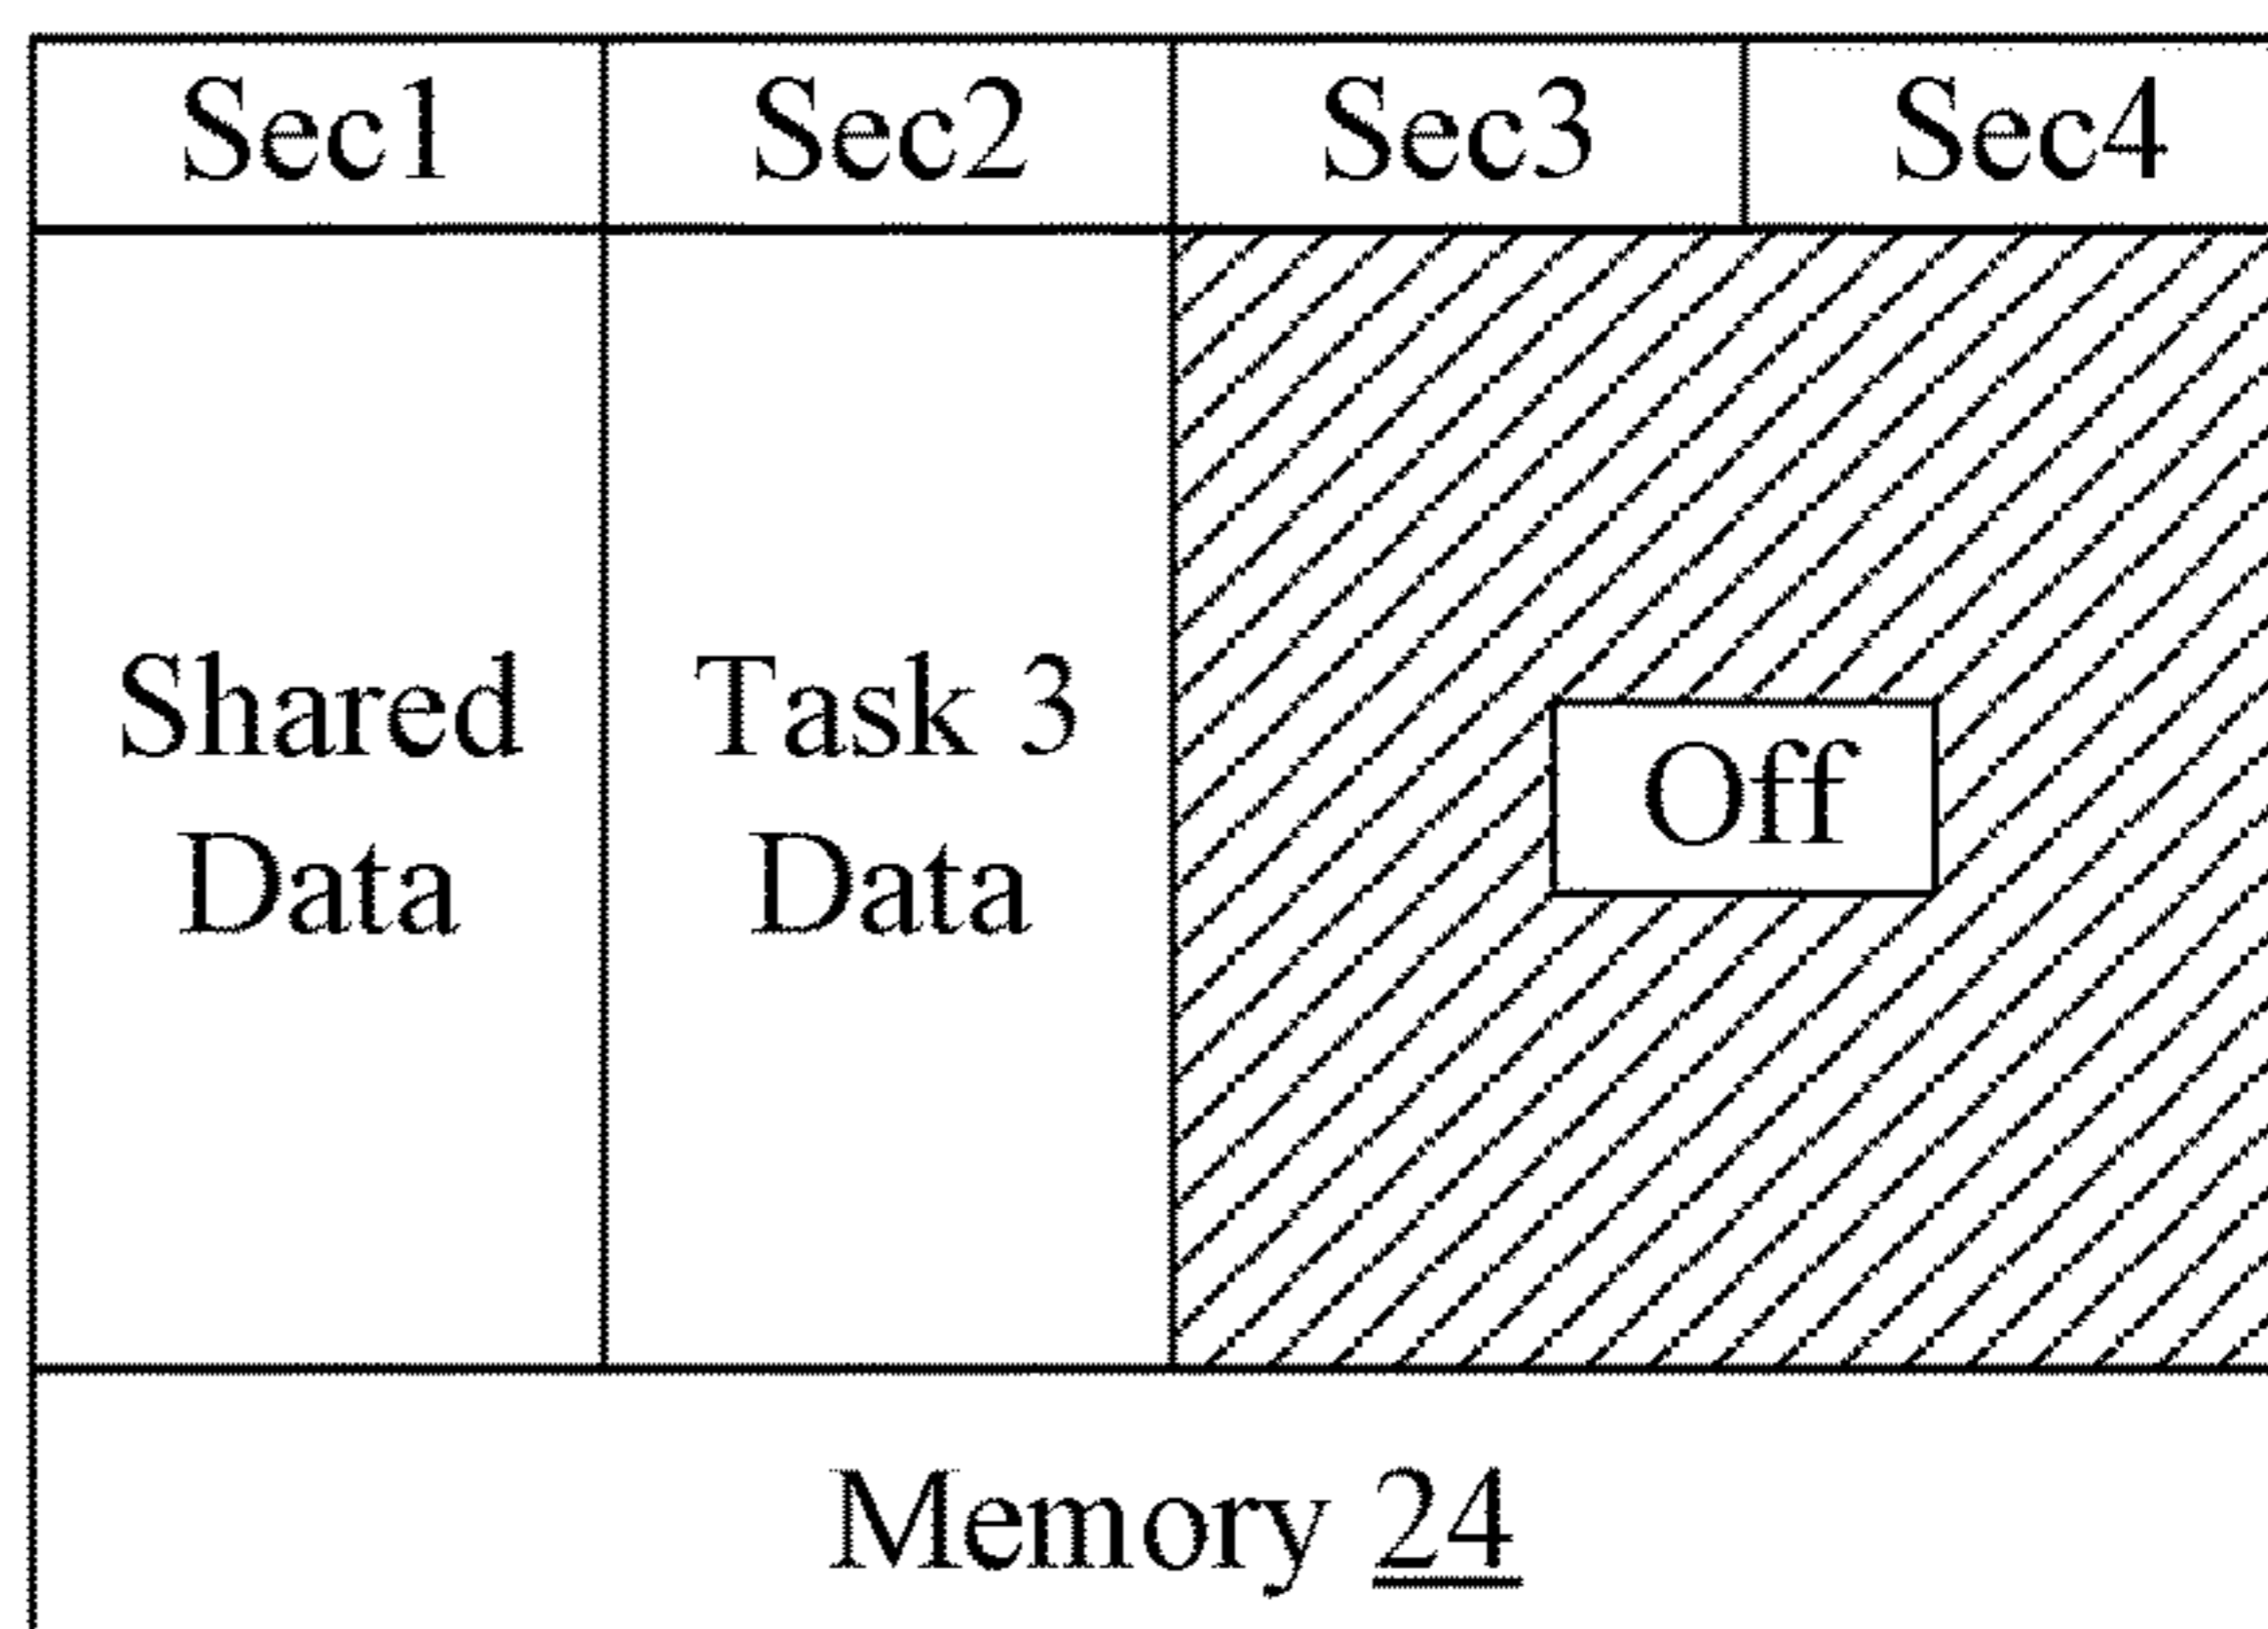 Sec1 Sec2 Sec3 Sec4
Shared Data
Task 3 Data
Off
Memory 24